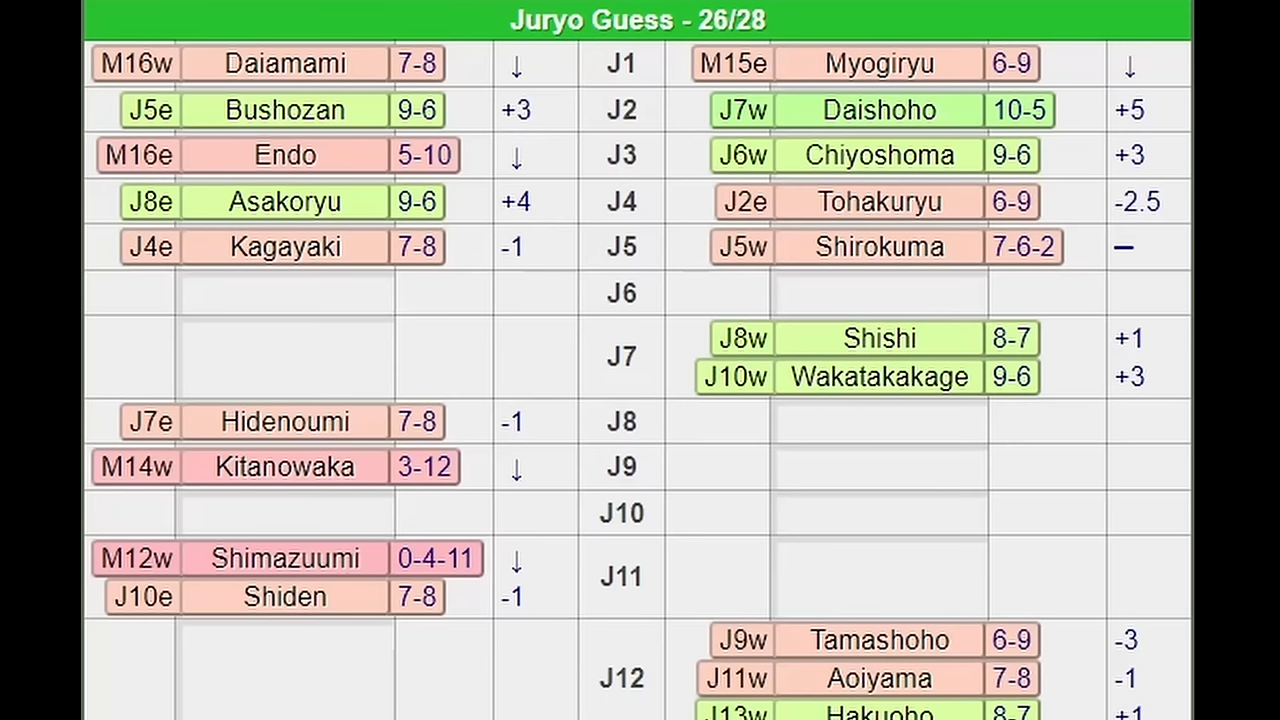 Juryo Guess - 26/28
M16w Daiamami 7-8 ↓ J1 M15e Myogiryu 6-9 ↓
J5e Bushozan 9-6 +3 J2 J7w Daishoho 10-5 +5
M16e Endo 5-10 ↓ J3 J6w Chiyoshoma 9-6 +3
J8e Asakoryu 9-6 +4 J4 J2e Tohakuryu 6-9 -2.5
J4e Kagayaki 7-8 -1 J5 J5w Shirokuma 7-6-2 –
J6
J7 J8w Shishi 8-7 +1
J10w Wakatakakage 9-6 +3
J7e Hidenoumi 7-8 -1 J8
M14w Kitanowaka 3-12 ↓ J9
J10
M12w Shimazuumi 0-4-11 ↓ J11
J10e Shiden 7-8 -1
J9w Tamashoho 6-9 -3
J12 J11w Aoiyama 7-8 -1
J13w Hakuoho 8-7 +1